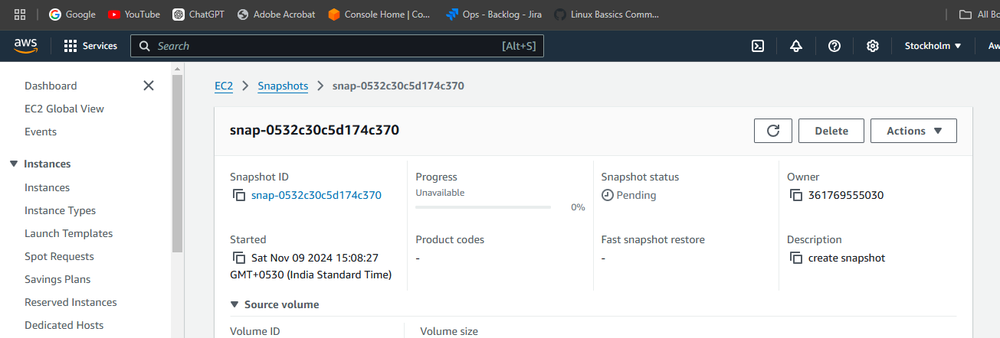 Google YouTube ChatGPT Adobe Acrobat Console Home | Co... Ops - Backlog - Jira Linux Bassics Comm... All Bo
aws Services Search [Alt+S] Stockholm Aw
Dashboard
EC2 Global View
Events
Instances
Instances
Instance Types
Launch Templates
Spot Requests
Savings Plans
Reserved Instances
Dedicated Hosts
EC2 Snapshots snap-0532c30c5d174c370
snap-0532c30c5d174c370 Delete Actions
Snapshot ID
snap-0532c30c5d174c370
Progress
Unavailable
0%
Snapshot status
Pending
Owner
361769555030
Started
Sat Nov 09 2024 15:08:27
GMT+0530 (India Standard Time)
Product codes
-
Fast snapshot restore
-
Description
create snapshot
Source volume
Volume ID Volume size